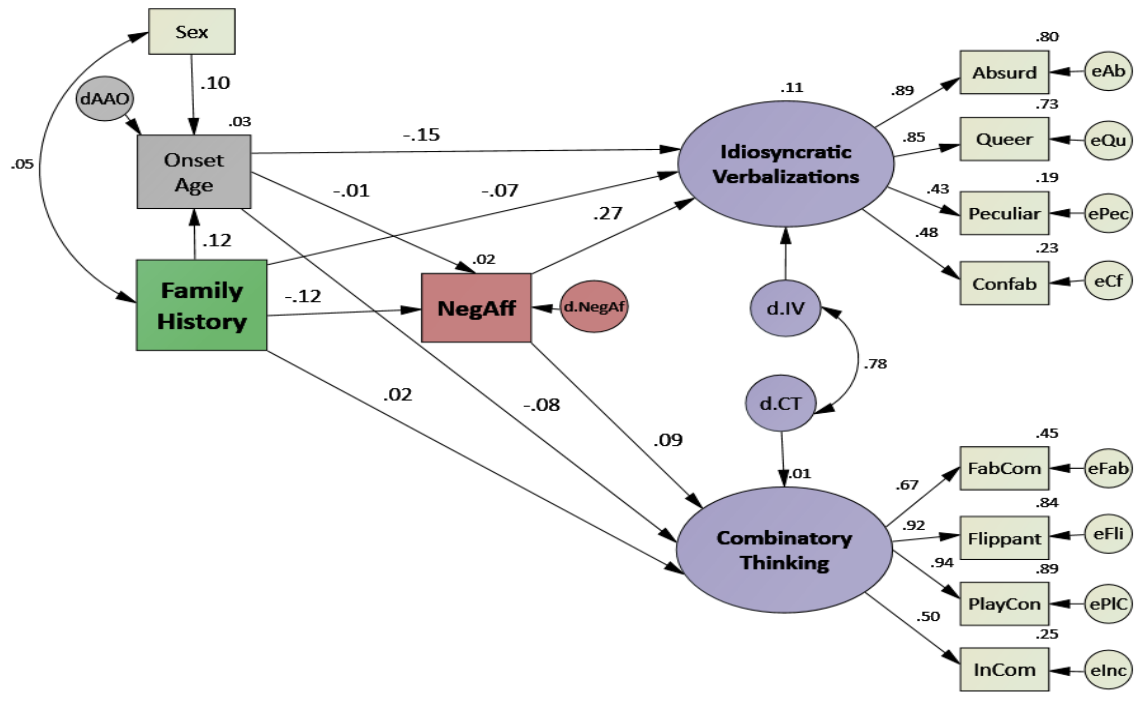 Sex
.10
dAAO
.03
Onset
Age
.05
.12
Family
History
-.15
-.01
-.07
.27
.02
-.12
NegAff
d.NegAf
.02
-.08
.09
.11
Idiosyncratic
Verbalizations
d.IV
.78
d.CT
.01
Combinatory
Thinking
.89
.80
Absurd
eAb
.85
.73
Queer
eQu
.43
.19
Peculiar
ePec
.48
.23
Confab
eCf
.67
.45
FabCom
eFab
.92
.84
Flippant
eFli
.94
.89
PlayCon
ePlC
.50
.25
InCom
eInc